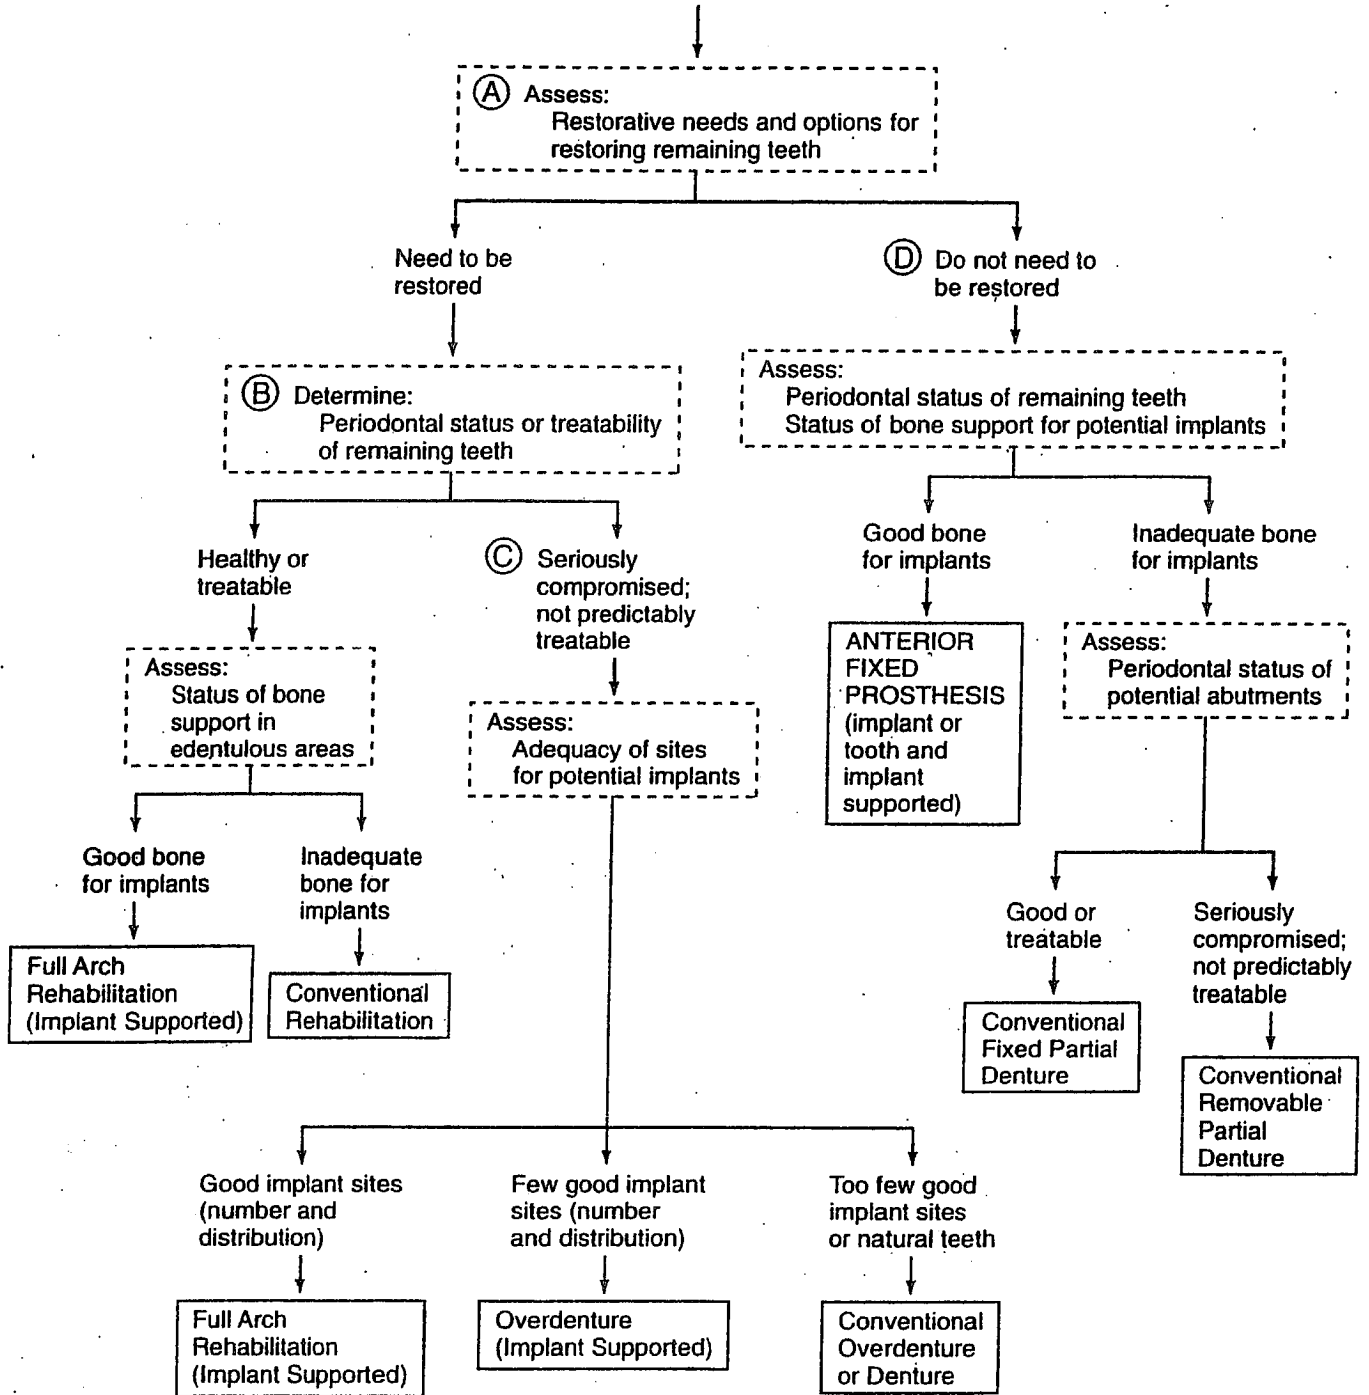 A Assess:
Restorative needs and options for
restoring remaining teeth
Need to be
restored
D Do not need to
be restored
B Determine:
Periodontal status or treatability
of remaining teeth
Assess:
Periodontal status of remaining teeth
Status of bone support for potential implants
Healthy or
treatable
C Seriously
compromised;
not predictably
treatable
Good bone
for implants
Inadequate bone
for implants
Assess:
Status of bone
support in
edentulous areas
Assess:
Adequacy of sites
for potential implants
ANTERIOR
FIXED
PROSTHESIS
(implant or
tooth and
implant
supported)
Assess:
Periodontal status of
potential abutments
Good bone
for implants
Inadequate
bone for
implants
Good or
treatable
Seriously
compromised;
not predictably
treatable
Full Arch
Rehabilitation
(Implant Supported)
Conventional
Rehabilitation
Conventional
Fixed Partial
Denture
Conventional
Removable
Partial
Denture
Good implant sites
(number and
distribution)
Few good implant
sites (number
and distribution)
Too few good
implant sites
or natural teeth
Full Arch
Rehabilitation
(Implant Supported)
Overdenture
(Implant Supported)
Conventional
Overdenture
or Denture